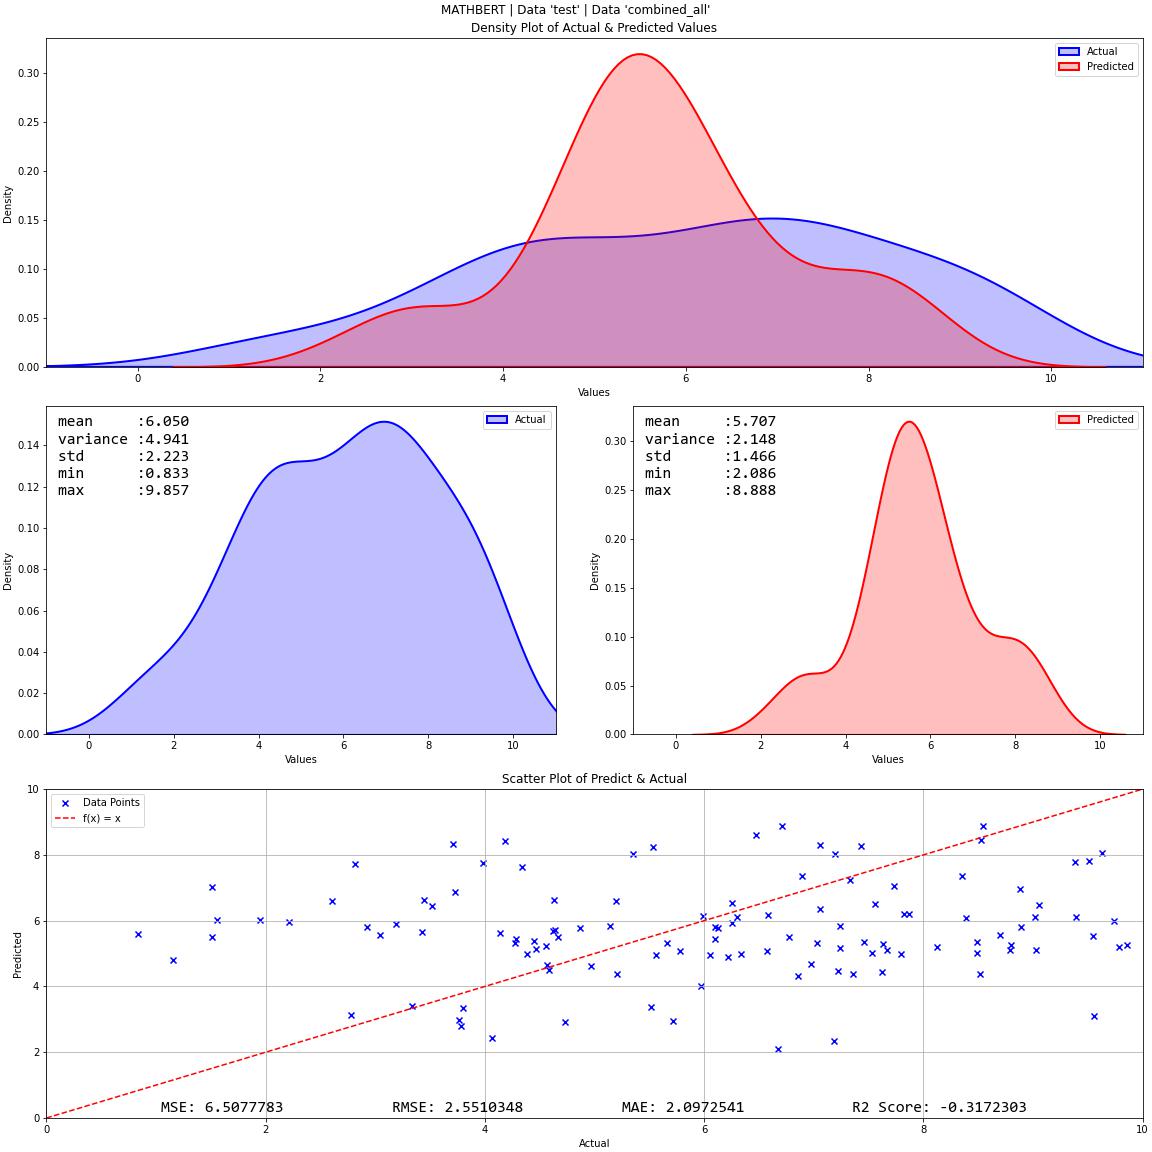 MATHBERT | Data 'test' | Data 'combined_all'
Density Plot of Actual & Predicted Values
Actual
Predicted
0.30
0.25
0.20
0.15
0.10
0.05
0.00
Density
0 2 4 6 8 10
Values
mean :6.050
variance :4.941
std :2.223
min :0.833
max :9.857
Actual
0.14
0.12
0.10
0.08
0.06
0.04
0.02
0.00
Density
0 2 4 6 8 10
Values
mean :5.707
variance :2.148
std :1.466
min :2.086
max :8.888
Predicted
0.30
0.25
0.20
0.15
0.10
0.05
0.00
Density
0 2 4 6 8 10
Values
Scatter Plot of Predict & Actual
Data Points
f(x) = x
10
8
6
4
2
0
Predicted
MSE: 6.5077783 RMSE: 2.5510348 MAE: 2.0972541 R2 Score: -0.3172303
0 2 4 6 8 10
Actual